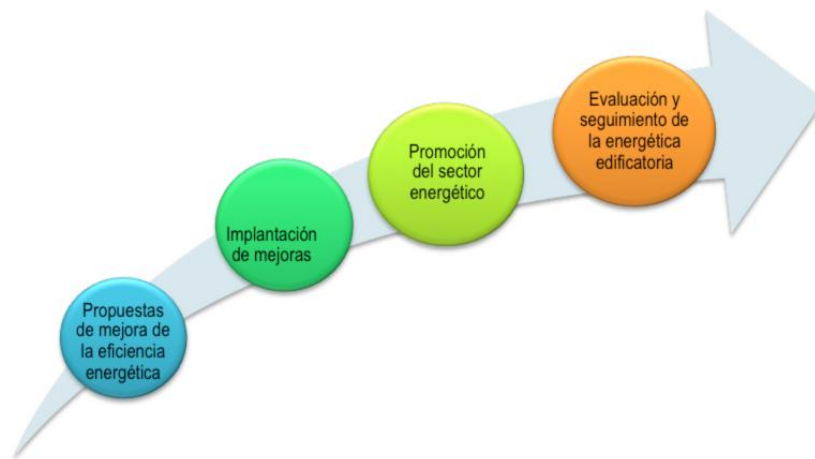 Propuestas
de mejora de
la eficiencia
energética
Implantación
de mejoras
Promoción
del sector
energético
Evaluación y
seguimiento de
la energética
edificatoria